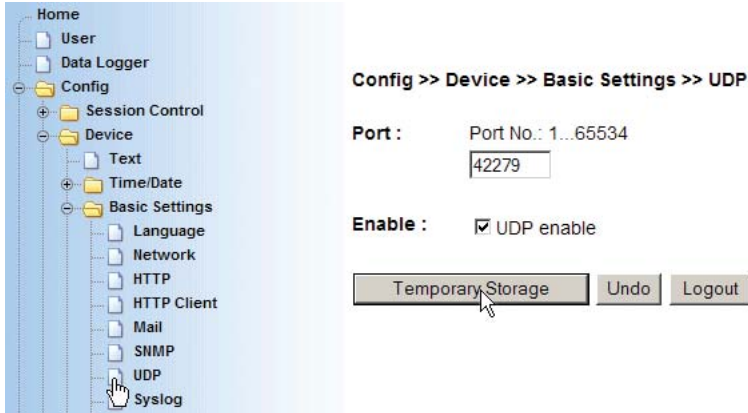 Home
User
Data Logger
Config
Session Control
Device
Text
Time/Date
Basic Settings
Language
Network
HTTP
HTTP Client
Mail
SNMP
UDP
Syslog
Config >> Device >> Basic Settings >> UDP
Port : Port No.: 1...65534
42279
Enable : UDP enable
Temporary Storage Undo Logout